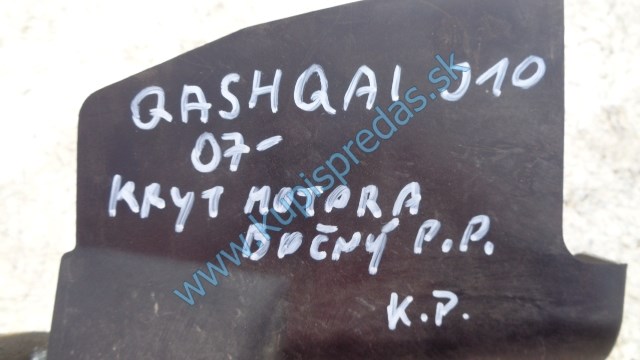 QASHQAI J10
07-
KRYT MOTORA
BOČNÝ P.P.
K.P.
www.kupispredas.sk